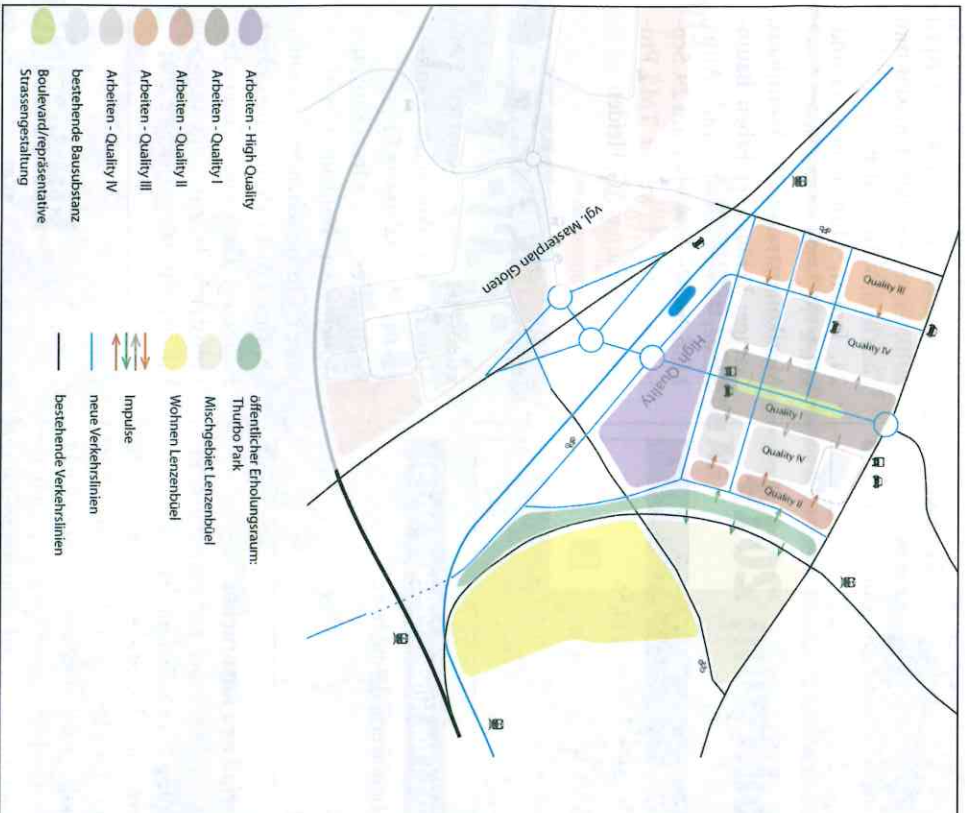 Quality III
Quality IV
Quality I
Quality IV
Quality II
High Quality
vgl. Masterplan Gloten
Arbeiten - High Quality
Arbeiten - Quality I
Arbeiten - Quality II
Arbeiten - Quality III
Arbeiten - Quality IV
bestehende Bausubstanz
Boulevard/repräsentative
Strassengestaltung
öffentlicher Erholungsraum:
Thurbo Park
Mischgebiet Lenzenbüel
Wohnen Lenzenbüel
Impulse
neue Verkehrslinien
bestehende Verkehrslinien